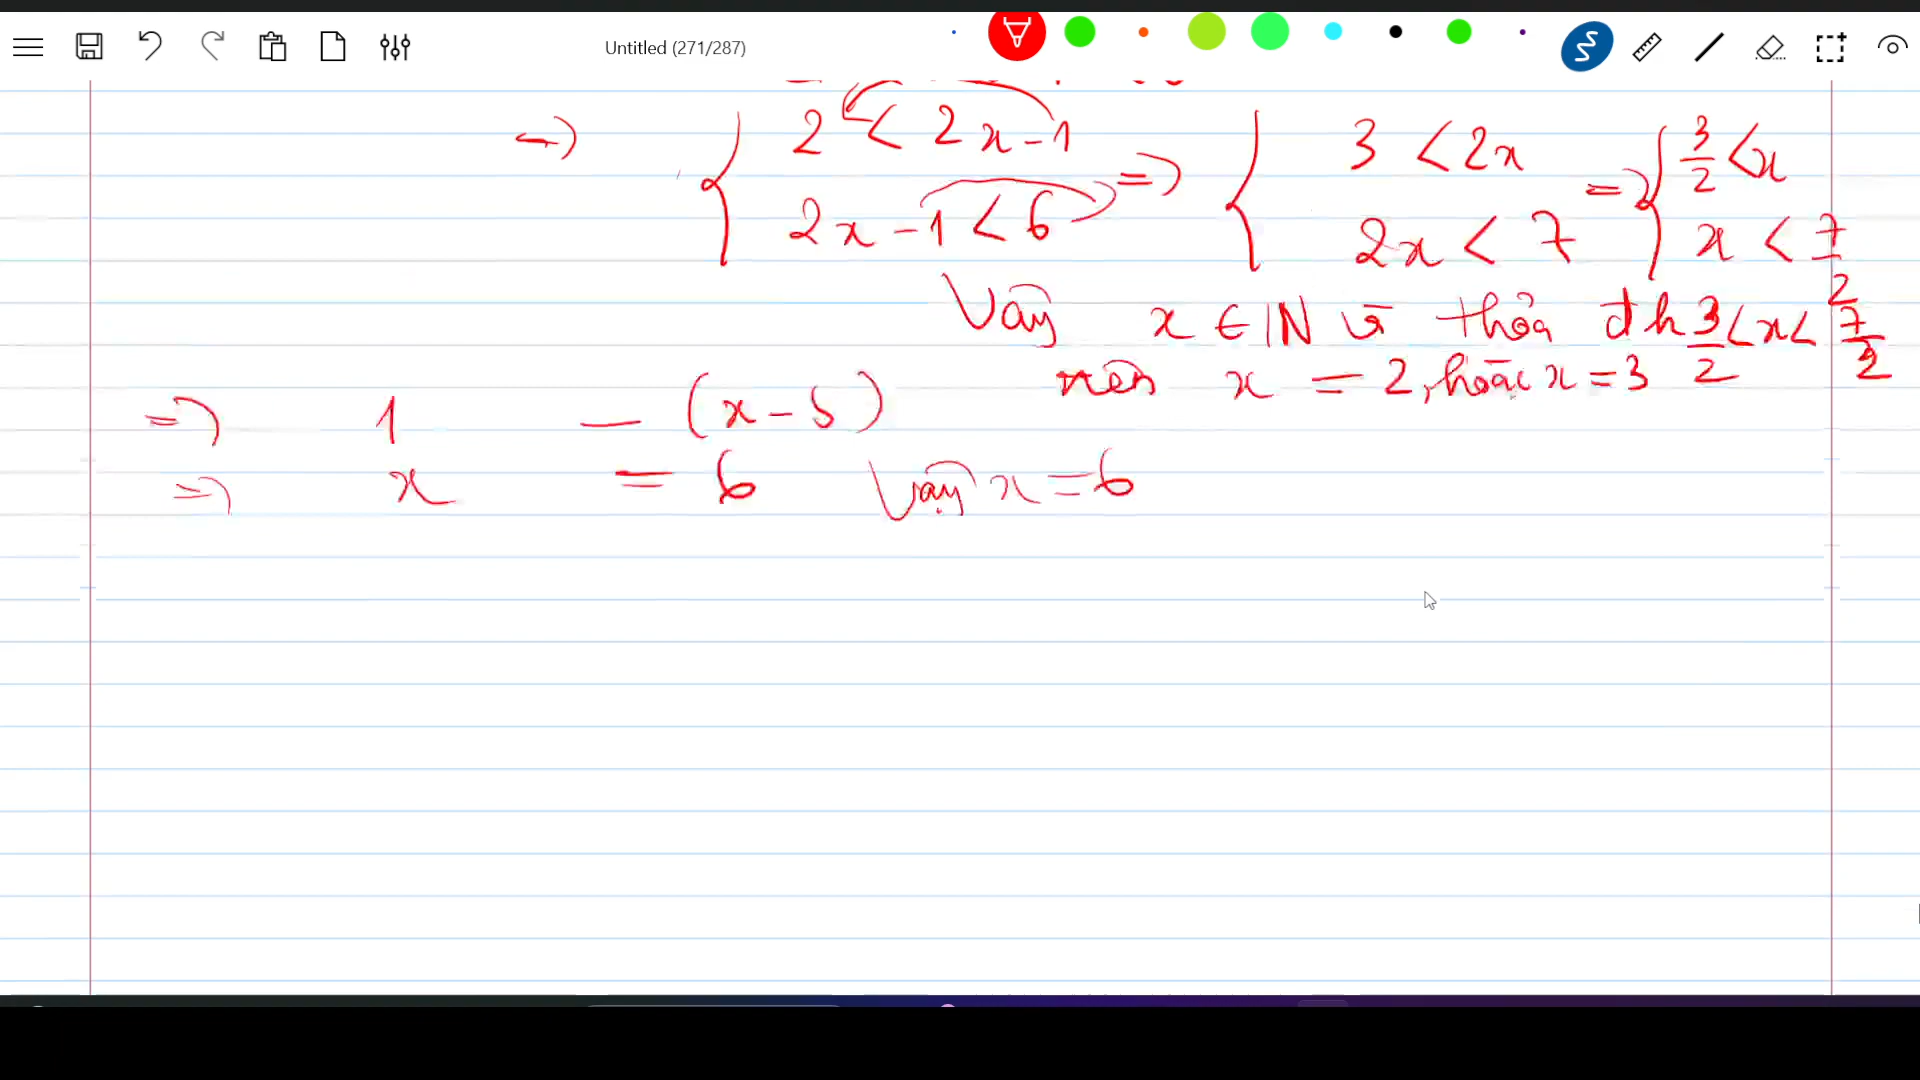 Untitled (271/287)
=> { 2 < 2x - 1 => { 3 < 2x => { 3/2 < x
2x - 1 < 6 2x < 7 x < 7/2
Vậy x ∈ N và thỏa đk 3/2 < x < 7/2
nên x = 2, hoặc x = 3
=> 1 = (x - 5)
=> x = 6 Vậy x = 6